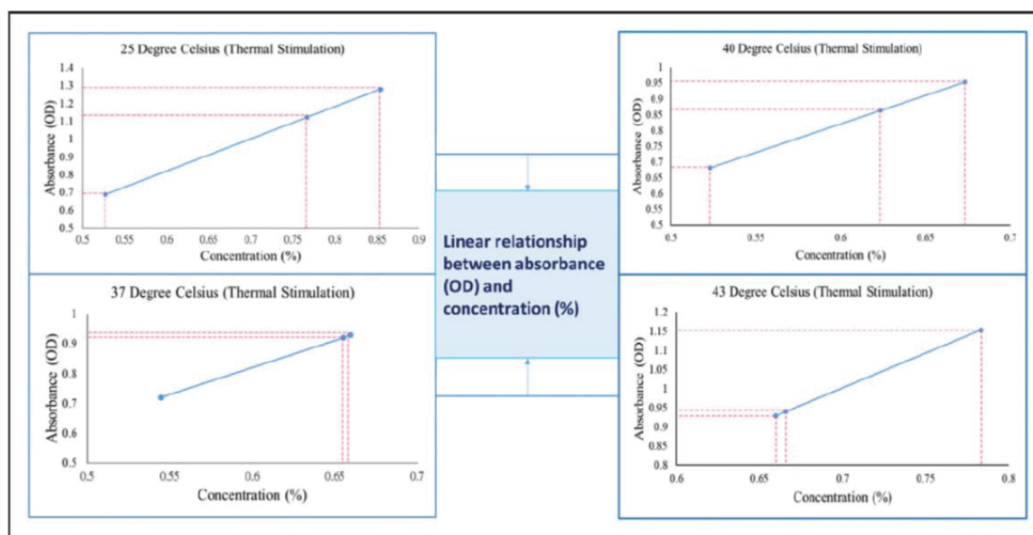 25 Degree Celsius (Thermal Stimulation)
Absorbance (OD)
1.4
1.3
1.2
1.1
1
0.9
0.8
0.7
0.6
0.5
0.5 0.55 0.6 0.65 0.7 0.75 0.8 0.85 0.9
Concentration (%)
40 Degree Celsius (Thermal Stimulation)
Absorbance (OD)
1
0.95
0.9
0.85
0.8
0.75
0.7
0.65
0.6
0.55
0.5
0.5 0.55 0.6 0.65 0.7
Concentration (%)
Linear relationship
between absorbance
(OD) and
concentration (%)
37 Degree Celsius (Thermal Stimulation)
Absorbance (OD)
1
0.9
0.8
0.7
0.6
0.5
0.5 0.55 0.6 0.65 0.7
Concentration (%)
43 Degree Celsius (Thermal Stimulation)
Absorbance (OD)
1.2
1.15
1.1
1.05
1
0.95
0.9
0.85
0.8
0.6 0.65 0.7 0.75 0.8
Concentration (%)